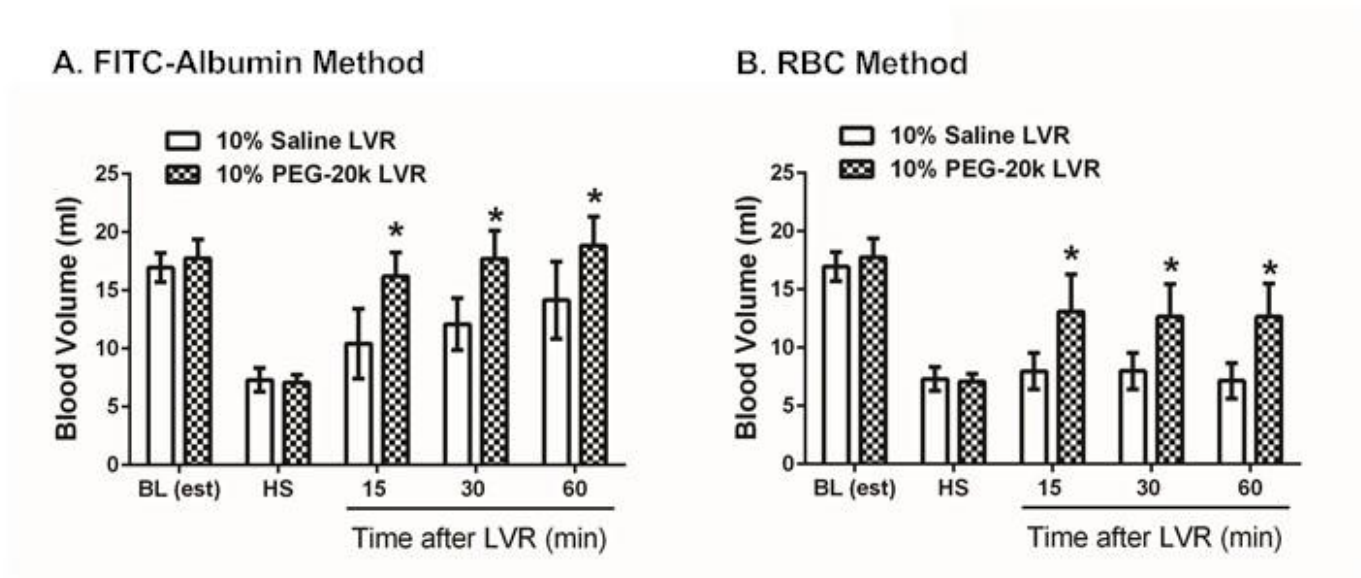 A. FITC-Albumin Method
10% Saline LVR
10% PEG-20k LVR
Blood Volume (ml)
25
20
15
10
5
0
*
*
*
BL (est) HS 15 30 60
Time after LVR (min)
B. RBC Method
10% Saline LVR
10% PEG-20k LVR
Blood Volume (ml)
25
20
15
10
5
0
*
*
*
BL (est) HS 15 30 60
Time after LVR (min)